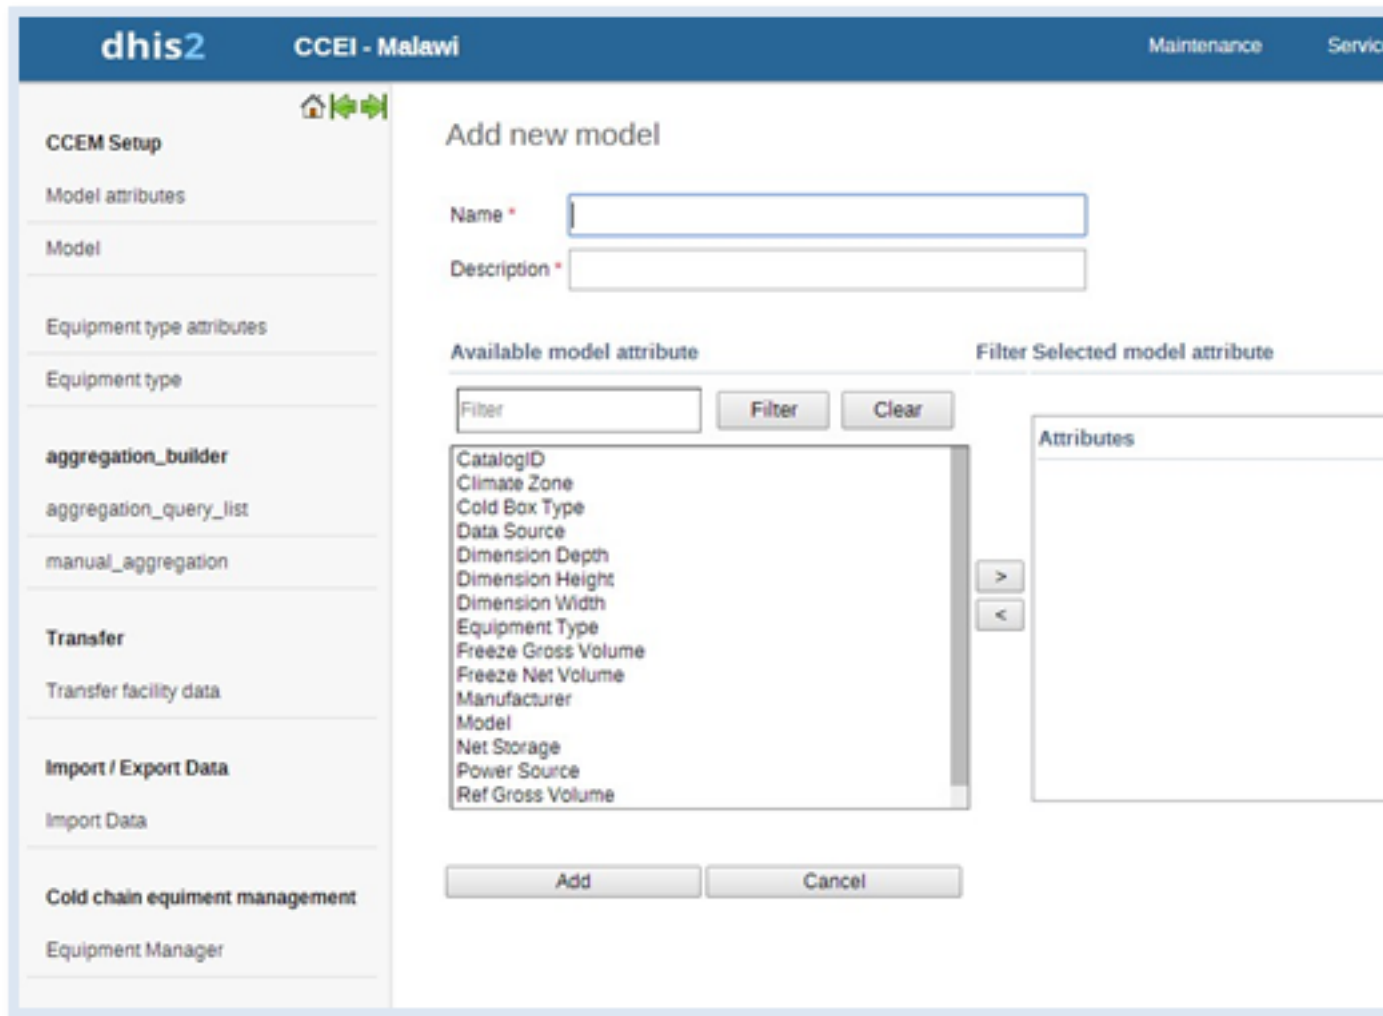 dhis2 CCEI - Malawi Maintenance Servic
CCEM Setup
Model attributes
Model
Equipment type attributes
Equipment type
aggregation_builder
aggregation_query_list
manual_aggregation
Transfer
Transfer facility data
Import / Export Data
Import Data
Cold chain equiment management
Equipment Manager
Add new model
Name *
Description *
Available model attribute Filter Selected model attribute
Filter Filter Clear
Attributes
CatalogID
Climate Zone
Cold Box Type
Data Source
Dimension Depth
Dimension Height
Dimension Width
Equipment Type
Freeze Gross Volume
Freeze Net Volume
Manufacturer
Model
Net Storage
Power Source
Ref Gross Volume
>
<
Add Cancel